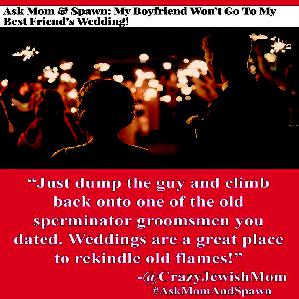 Ask Mom & Spawn: My Boyfriend Won't Go To My
Best Friend's Wedding!
"Just dump the guy and climb
back onto one of the old
sperminator groomsmen you
dated. Weddings are a great place
to rekindle old flames!"
-@CrazyJewishMom
#AskMomAndSpawn